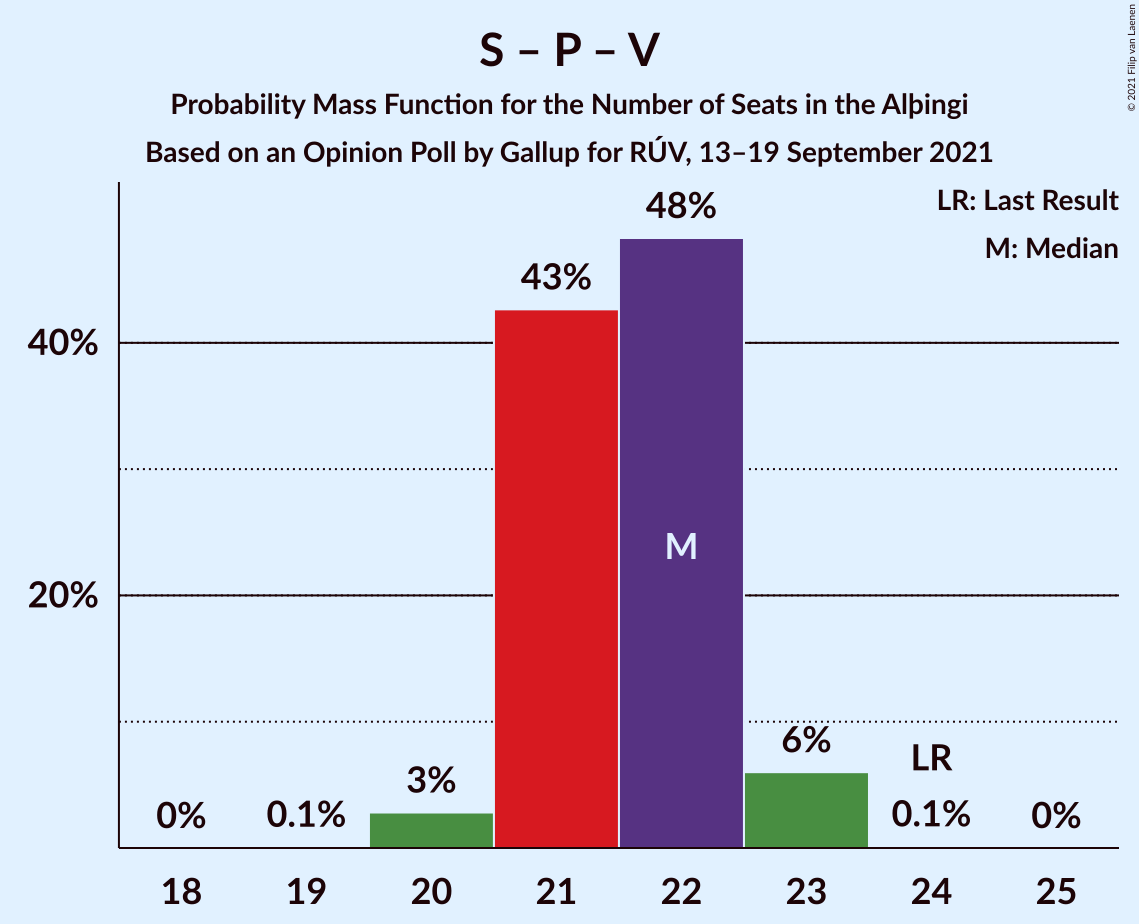 S – P – V
Probability Mass Function for the Number of Seats in the Alþingi
Based on an Opinion Poll by Gallup for RÚV, 13–19 September 2021
© 2021 Filip van Laenen
LR: Last Result
M: Median
48%
43%
40%
M
20%
6%
LR
3%
0%
0.1%
0.1%
0%
18 19 20 21 22 23 24 25